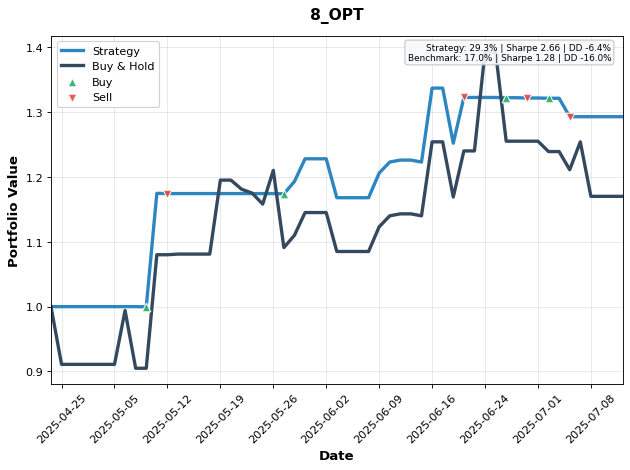 8_OPT
Strategy: 29.3% | Sharpe 2.66 | DD -6.4%
Benchmark: 17.0% | Sharpe 1.28 | DD -16.0%
Strategy
Buy & Hold
Buy
Sell
Portfolio Value
1.4
1.3
1.2
1.1
1.0
0.9
2025-04-25
2025-05-05
2025-05-12
2025-05-19
2025-05-26
2025-06-02
2025-06-09
2025-06-16
2025-06-24
2025-07-01
2025-07-08
Date